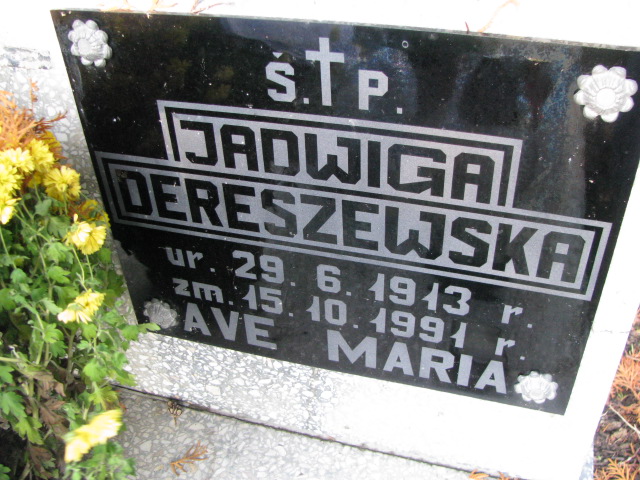 Ś. † P.
JADWIGA
DERESZEWSKA
ur. 29. 6. 1913 r.
zm. 15. 10. 1991 r.
AVE MARIA